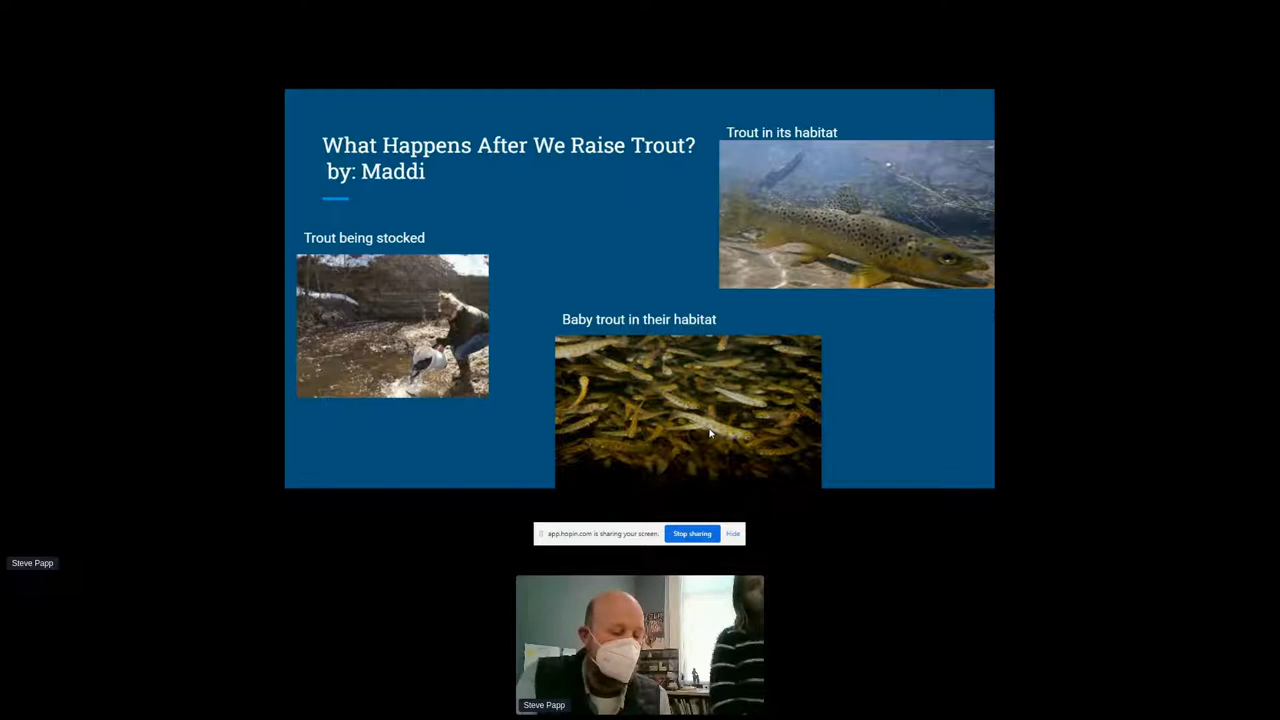 What Happens After We Raise Trout?
by: Maddi
Trout in its habitat
Trout being stocked
Baby trout in their habitat
app.hopin.com is sharing your screen.
Stop sharing
Hide
Steve Papp
Steve Papp